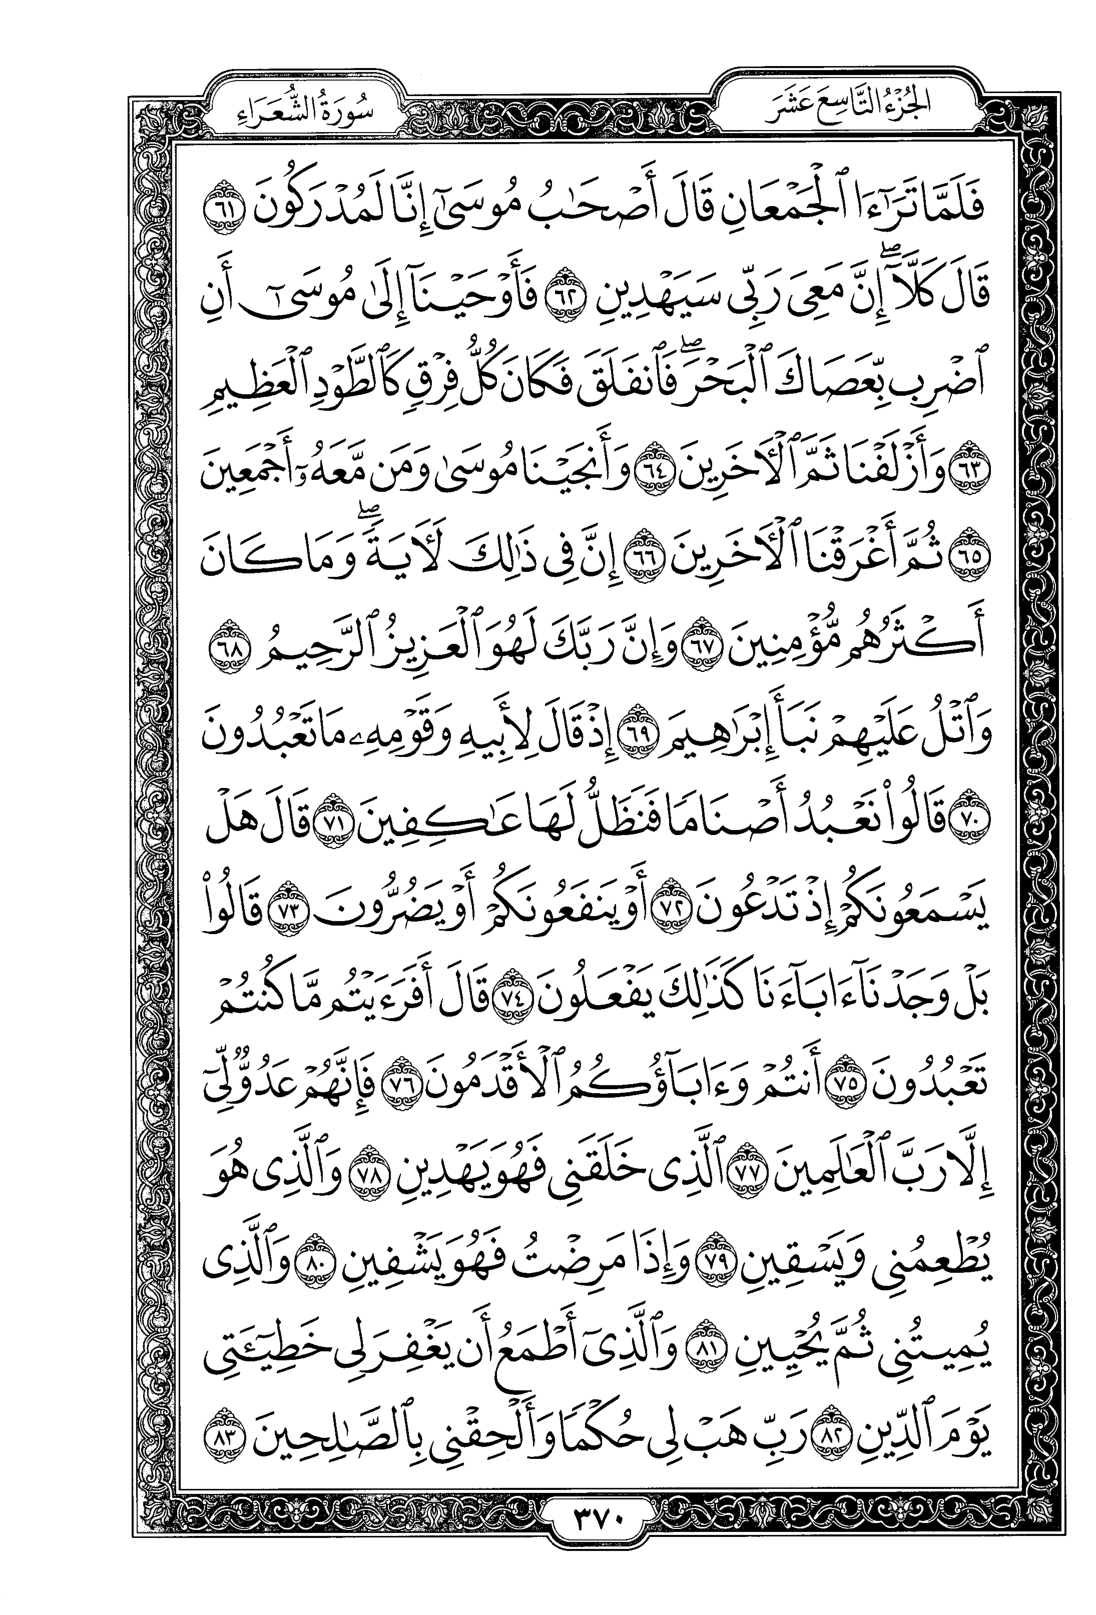 الجُزْءُ التَّاسِعَ عَشَرَ
سُورَةُ الشُّعَرَاءِ
فَلَمَّا تَرَٰٓءَا ٱلْجَمْعَانِ قَالَ أَصْحَٰبُ مُوسَىٰٓ إِنَّا لَمُدْرَكُونَ ٦١
قَالَ كَلَّآ ۖ إِنَّ مَعِىَ رَبِّى سَيَهْدِينِ ٦٢ فَأَوْحَيْنَآ إِلَىٰ مُوسَىٰٓ أَنِ
ٱضْرِب بِّعَصَاكَ ٱلْبَحْرَ ۖ فَٱنفَلَقَ فَكَانَ كُلُّ فِرْقٍ كَٱلطَّوْدِ ٱلْعَظِيمِ
٦٣ وَأَزْلَفْنَا ثَمَّ ٱلْءَاخَرِينَ ٦٤ وَأَنجَيْنَا مُوسَىٰ وَمَن مَّعَهُۥٓ أَجْمَعِينَ
٦٥ ثُمَّ أَغْرَقْنَا ٱلْءَاخَرِينَ ٦٦ إِنَّ فِى ذَٰلِكَ لَءَايَةً ۖ وَمَا كَانَ
أَكْثَرُهُم مُّؤْمِنِينَ ٦٧ وَإِنَّ رَبَّكَ لَهُوَ ٱلْعَزِيزُ ٱلرَّحِيمُ ٦٨
وَٱتْلُ عَلَيْهِمْ نَبَأَ إِبْرَٰهِيمَ ٦٩ إِذْ قَالَ لِأَبِيهِ وَقَوْمِهِۦ مَا تَعْبُدُونَ
٧٠ قَالُوا۟ نَعْبُدُ أَصْنَامًا فَنَظَلُّ لَهَا عَٰكِفِينَ ٧١ قَالَ هَلْ
يَسْمَعُونَكُمْ إِذْ تَدْعُونَ ٧٢ أَوْ يَنفَعُونَكُمْ أَوْ يَضُرُّونَ ٧٣ قَالُوا۟
بَلْ وَجَدْنَآ ءَابَآءَنَا كَذَٰلِكَ يَفْعَلُونَ ٧٤ قَالَ أَفَرَءَيْتُم مَّا كُنتُمْ
تَعْبُدُونَ ٧٥ أَنتُمْ وَءَابَآؤُكُمُ ٱلْأَقْدَمُونَ ٧٦ فَإِنَّهُمْ عَدُوٌّ لِّىٓ
إِلَّا رَبَّ ٱلْعَٰلَمِينَ ٧٧ ٱلَّذِى خَلَقَنِى فَهُوَ يَهْدِينِ ٧٨ وَٱلَّذِى هُوَ
يُطْعِمُنِى وَيَسْقِينِ ٧٩ وَإِذَا مَرِضْتُ فَهُوَ يَشْفِينِ ٨٠ وَٱلَّذِى
يُمِيتُنِى ثُمَّ يُحْيِينِ ٨١ وَٱلَّذِىٓ أَطْمَعُ أَن يَغْفِرَ لِى خَطِيٓـَٔتِى
يَوْمَ ٱلدِّينِ ٨٢ رَبِّ هَبْ لِى حُكْمًا وَأَلْحِقْنِى بِٱلصَّٰلِحِينَ ٨٣
٣٧٠